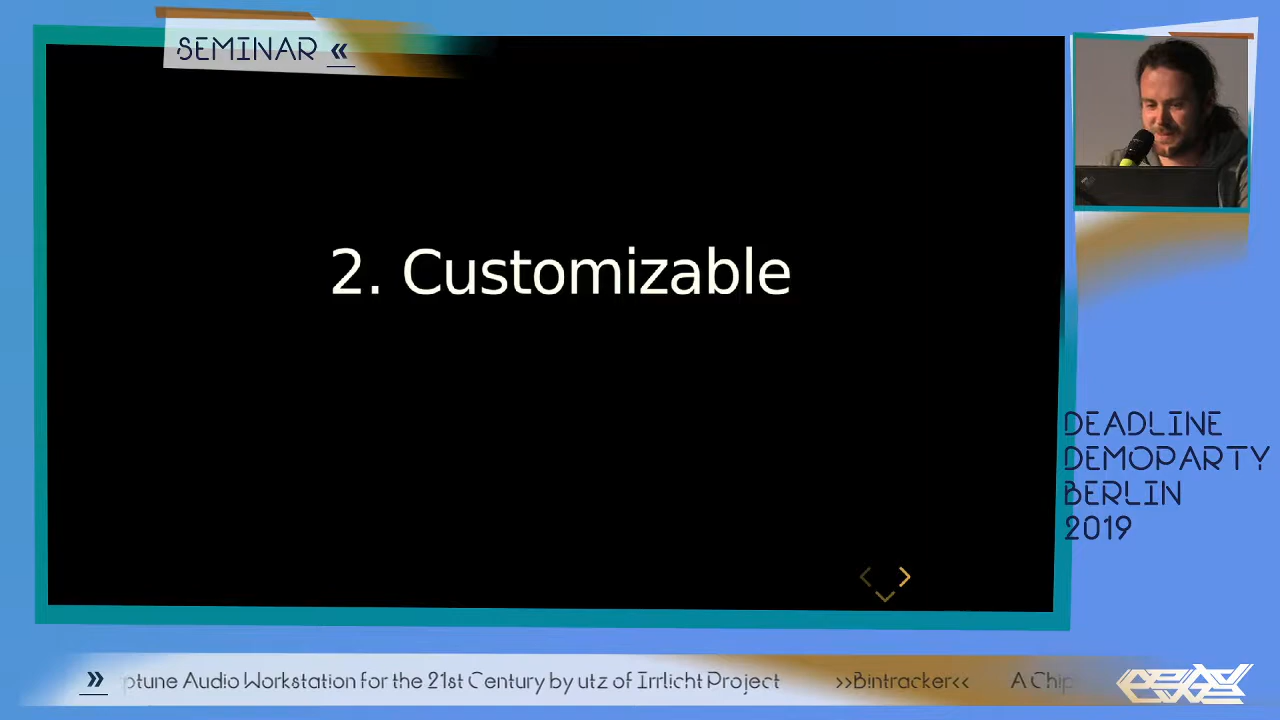 SEMINAR «
2. Customizable
DEADLINE
DEMOPARTY
BERLIN
2019
» ptune Audio Workstation for the 21st Century by utz of Irrlicht Project >>Bintracker<< A Chip